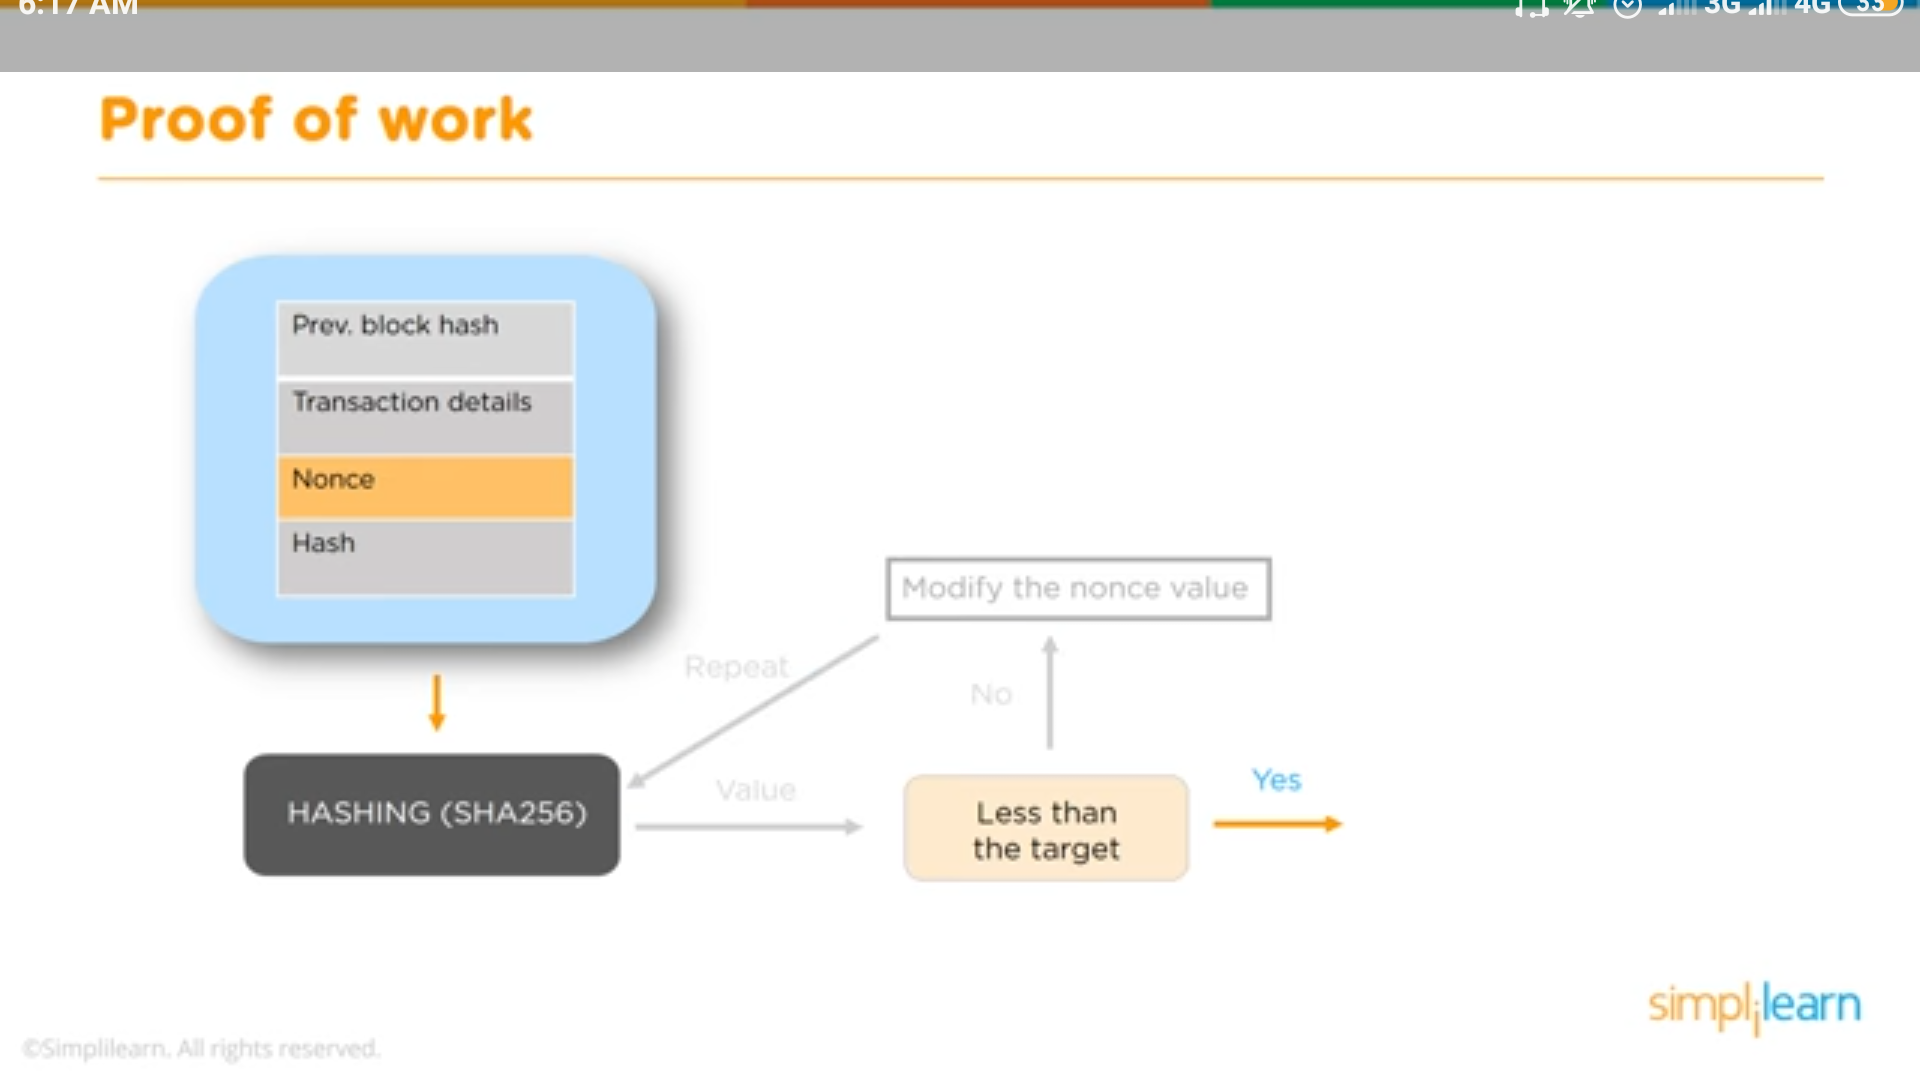 6:17 AM
3G 4G 33
Proof of work
Prev. block hash
Transaction details
Nonce
Hash
Modify the nonce value
Repeat
No
Yes
Value
HASHING (SHA256)
Less than
the target
simplilearn
©Simplilearn. All rights reserved.